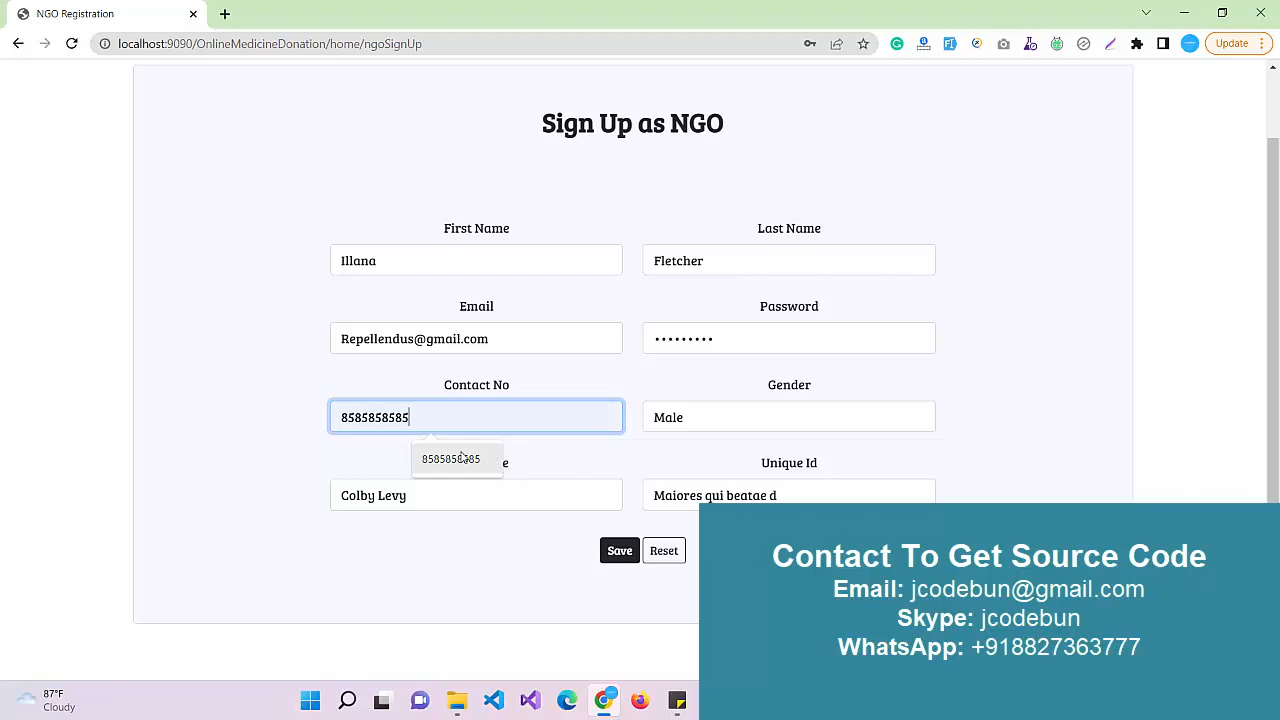 NGO Registration
localhost:9090/OnlineMedicineDonation/home/ngoSignUp
Update
Sign Up as NGO
First Name
Last Name
Illana
Fletcher
Email
Password
Repellendus@gmail.com
•••••••••
Contact No
Gender
8585858585
Male
8585858585
e
Unique Id
Colby Levy
Maiores qui beatae d
Save
Reset
Contact To Get Source Code
Email: jcodebun@gmail.com
Skype: jcodebun
WhatsApp: +918827363777
87°F
Cloudy